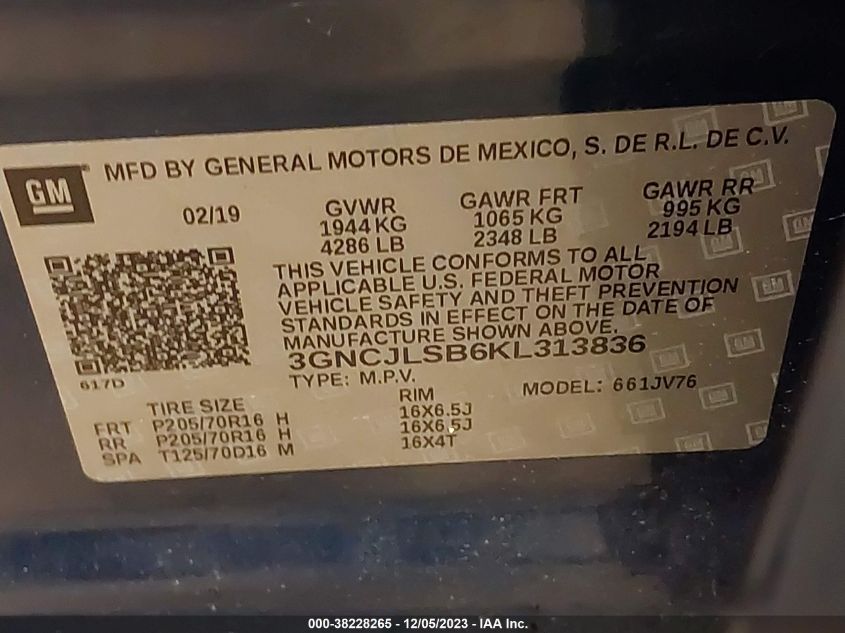 GM
MFD BY GENERAL MOTORS DE MEXICO, S. DE R.L. DE C.V.
02/19
GVWR GAWR FRT GAWR RR
1944 KG 1065 KG 995 KG
4286 LB 2348 LB 2194 LB
THIS VEHICLE CONFORMS TO ALL
APPLICABLE U.S. FEDERAL MOTOR
VEHICLE SAFETY AND THEFT PREVENTION
STANDARDS IN EFFECT ON THE DATE OF
MANUFACTURE SHOWN ABOVE.
3GNCJLSB6KL313836
617D
TYPE: M.P.V. MODEL: 661JV76
TIRE SIZE RIM
FRT P205/70R16 H 16X6.5J
RR P205/70R16 H 16X6.5J
SPA T125/70D16 M 16X4T
000-38228265 - 12/05/2023 - IAA Inc.